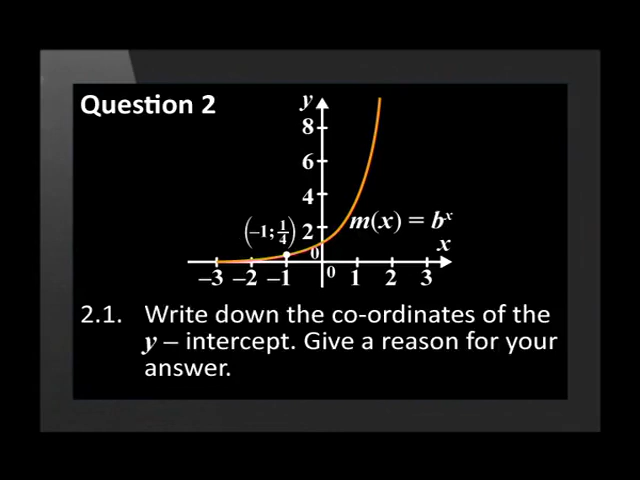 Question 2
y
8
6
4
2
(−1; 1/4)
m(x) = bˣ
x
0
0
−3 −2 −1 1 2 3
2.1. Write down the co-ordinates of the
y – intercept. Give a reason for your
answer.